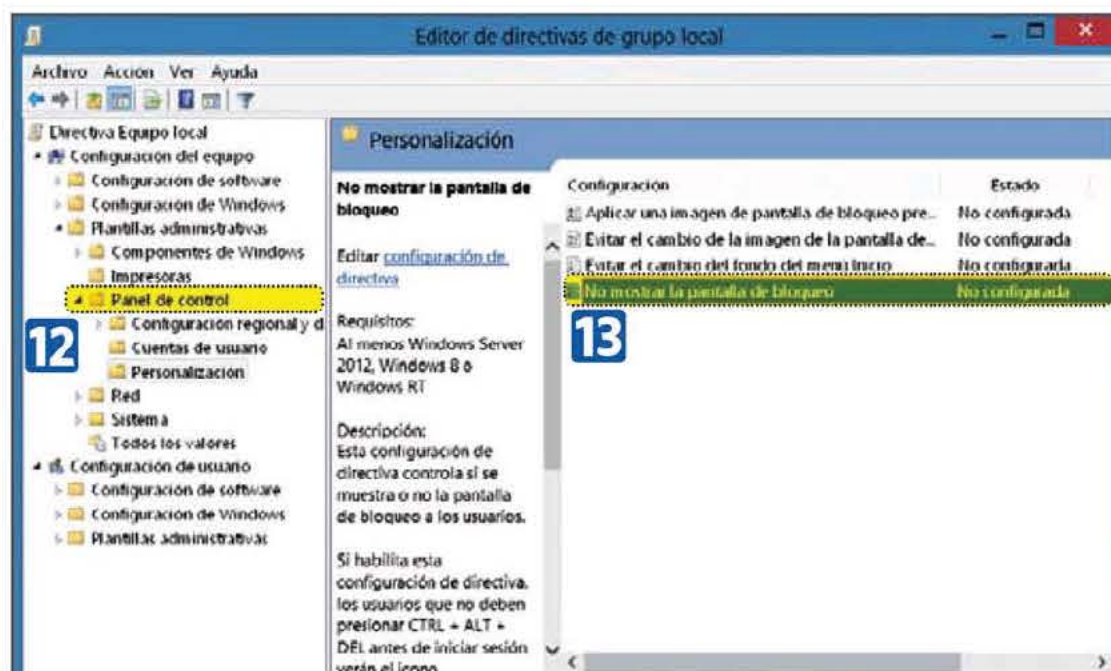 Editor de directivas de grupo local
Archivo Acción Ver Ayuda
Directiva Equipo local
Configuración del equipo
Configuración de software
Configuración de Windows
Plantillas administrativas
Componentes de Windows
Impresoras
Panel de control
12
Configuración regional y d
Cuentas de usuario
Personalización
Red
Sistema
Todos los valores
Configuración de usuario
Configuración de software
Configuración de Windows
Plantillas administrativas
Personalización
No mostrar la pantalla de
bloqueo
Editar configuración de
directiva
Requisitos:
Al menos Windows Server
2012, Windows 8 o
Windows RT
Descripción:
Esta configuración de
directiva controla si se
muestra o no la pantalla
de bloqueo a los usuarios.
Si habilita esta
configuración de directiva,
los usuarios que no deben
presionar CTRL + ALT +
DEL antes de iniciar sesión
verán el icono
Configuración Estado
Aplicar una imagen de pantalla de bloqueo pre... No configurada
Evitar el cambio de la imagen de la pantalla de... No configurada
Evitar el cambio del fondo del menú Inicio No configurada
No mostrar la pantalla de bloqueo No configurada
13